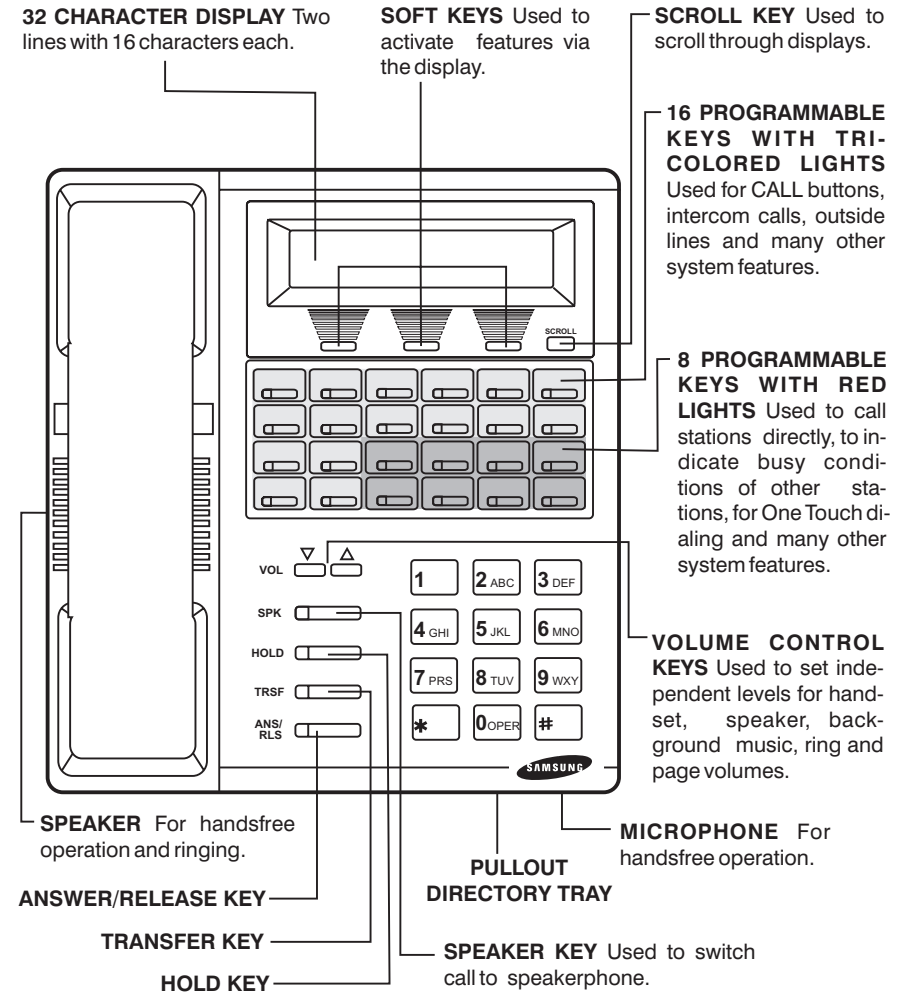 32 CHARACTER DISPLAY Two
lines with 16 characters each.
SOFT KEYS Used to
activate features via
the display.
SCROLL KEY Used to
scroll through displays.
16 PROGRAMMABLE
KEYS WITH TRI-
COLORED LIGHTS
Used for CALL buttons,
intercom calls, outside
lines and many other
system features.
SCROLL
8 PROGRAMMABLE
KEYS WITH RED
LIGHTS Used to call
stations directly, to in-
dicate busy condi-
tions of other sta-
tions, for One Touch di-
aling and many other
system features.
VOL
SPK
HOLD
TRSF
ANS/
RLS
1 2 ABC 3 DEF
4 GHI 5 JKL 6 MNO
7 PRS 8 TUV 9 WXY
* 0 OPER #
SAMSUNG
VOLUME CONTROL
KEYS Used to set inde-
pendent levels for hand-
set, speaker, back-
ground music, ring and
page volumes.
SPEAKER For handsfree
operation and ringing.
MICROPHONE For
handsfree operation.
PULLOUT
DIRECTORY TRAY
ANSWER/RELEASE KEY
TRANSFER KEY
HOLD KEY
SPEAKER KEY Used to switch
call to speakerphone.